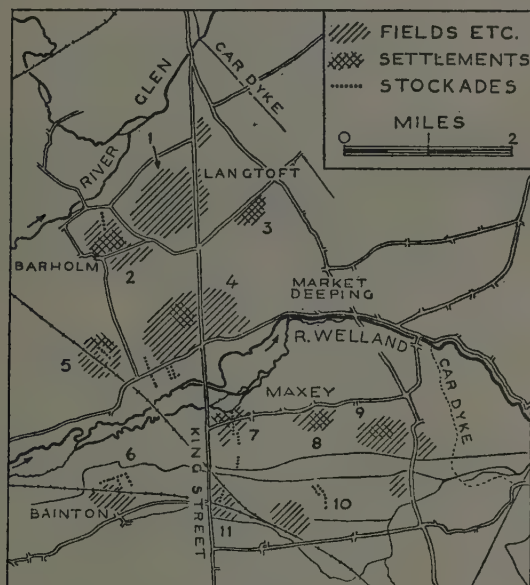 FIELDS ETC.
SETTLEMENTS
STOCKADES
MILES
0 1 2
RIVER GLEN
CAR DYKE
1
LANGTOFT
3
BARHOLM
2
4
MARKET
DEEPING
5
R. WELLAND
MAXEY
CAR DYKE
7
8
9
6
KING STREET
BAINTON
10
11